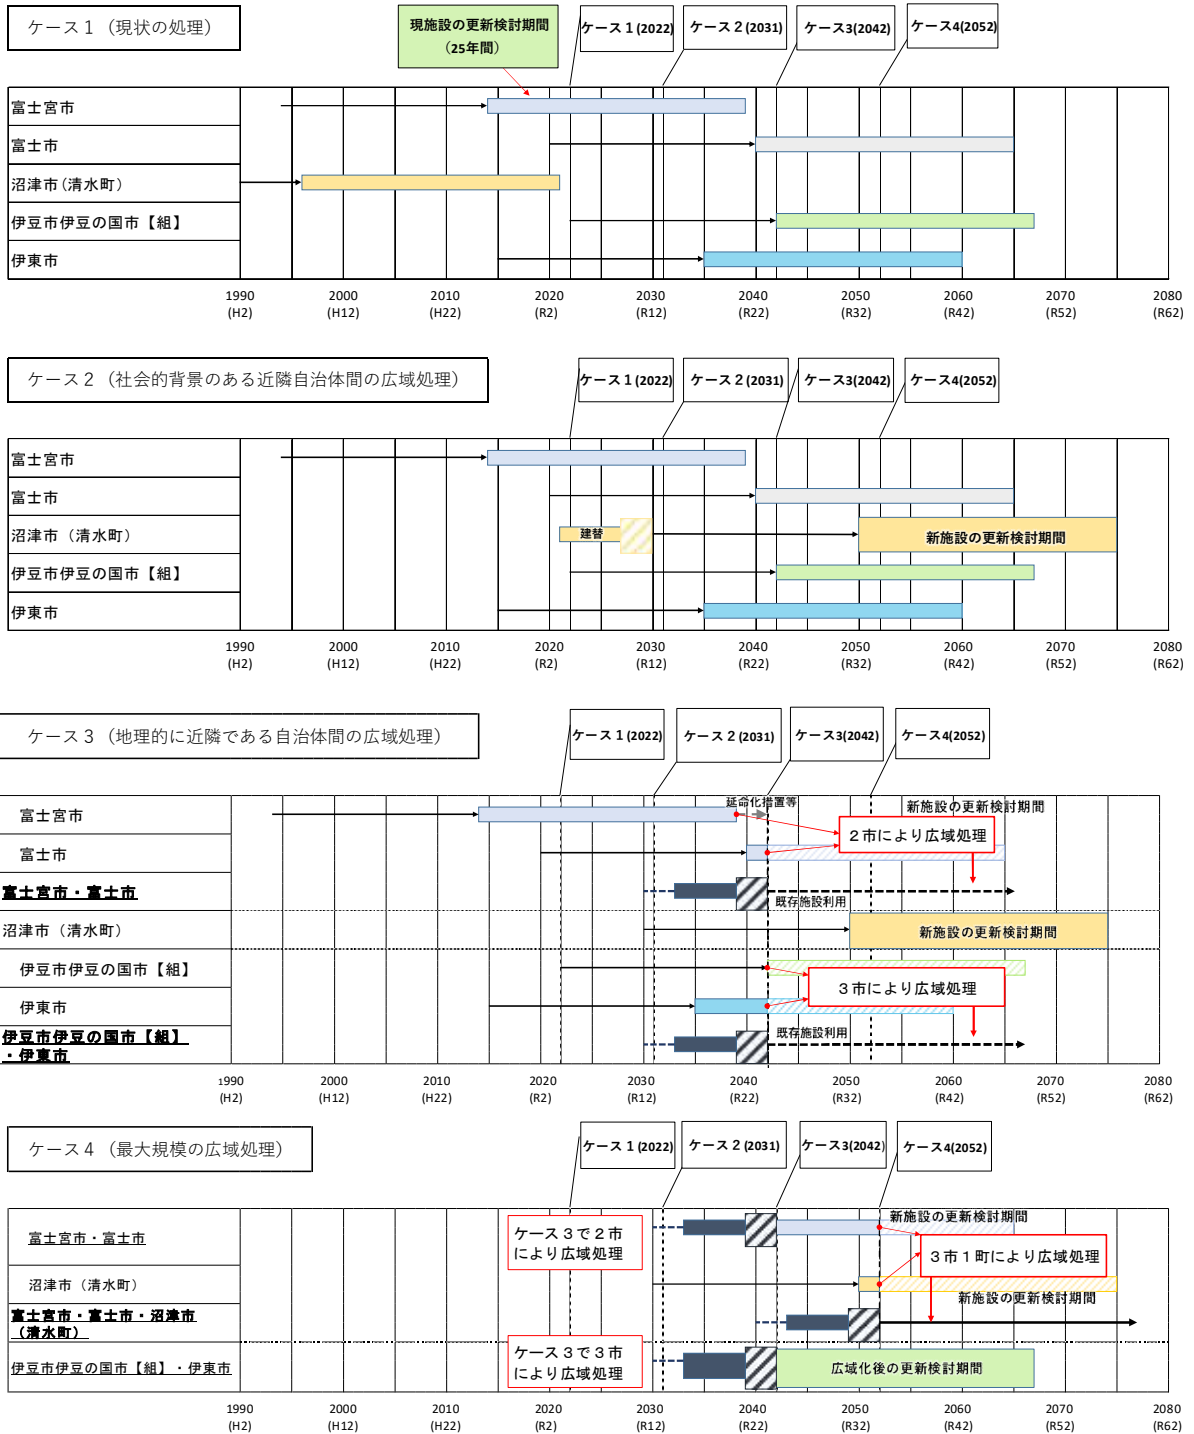 ケース１（現状の処理）
現施設の更新検討期間
（25年間）
ケース１(2022)
ケース２(2031)
ケース3(2042)
ケース4(2052)
富士宮市
富士市
沼津市(清水町)
伊豆市伊豆の国市【組】
伊東市
1990 2000 2010 2020 2030 2040 2050 2060 2070 2080
(H2) (H12) (H22) (R2) (R12) (R22) (R32) (R42) (R52) (R62)
ケース２（社会的背景のある近隣自治体間の広域処理）
ケース１(2022)
ケース２(2031)
ケース3(2042)
ケース4(2052)
富士宮市
富士市
沼津市（清水町）
建替
新施設の更新検討期間
伊豆市伊豆の国市【組】
伊東市
1990 2000 2010 2020 2030 2040 2050 2060 2070 2080
(H2) (H12) (H22) (R2) (R12) (R22) (R32) (R42) (R52) (R62)
ケース３（地理的に近隣である自治体間の広域処理）
ケース１(2022)
ケース２(2031)
ケース3(2042)
ケース4(2052)
富士宮市
延命化措置等
新施設の更新検討期間
２市により広域処理
富士市
富士宮市・富士市
既存施設利用
沼津市（清水町）
新施設の更新検討期間
伊豆市伊豆の国市【組】
３市により広域処理
伊東市
伊豆市伊豆の国市【組】
・伊東市
既存施設利用
1990 2000 2010 2020 2030 2040 2050 2060 2070 2080
(H2) (H12) (H22) (R2) (R12) (R22) (R32) (R42) (R52) (R62)
ケース４（最大規模の広域処理）
ケース１(2022)
ケース２(2031)
ケース3(2042)
ケース4(2052)
富士宮市・富士市
ケース３で２市
により広域処理
新施設の更新検討期間
３市１町により広域処理
沼津市（清水町）
新施設の更新検討期間
富士宮市・富士市・沼津市
（清水町）
伊豆市伊豆の国市【組】・伊東市
ケース３で３市
により広域処理
広域化後の更新検討期間
1990 2000 2010 2020 2030 2040 2050 2060 2070 2080
(H2) (H12) (H22) (R2) (R12) (R22) (R32) (R42) (R52) (R62)